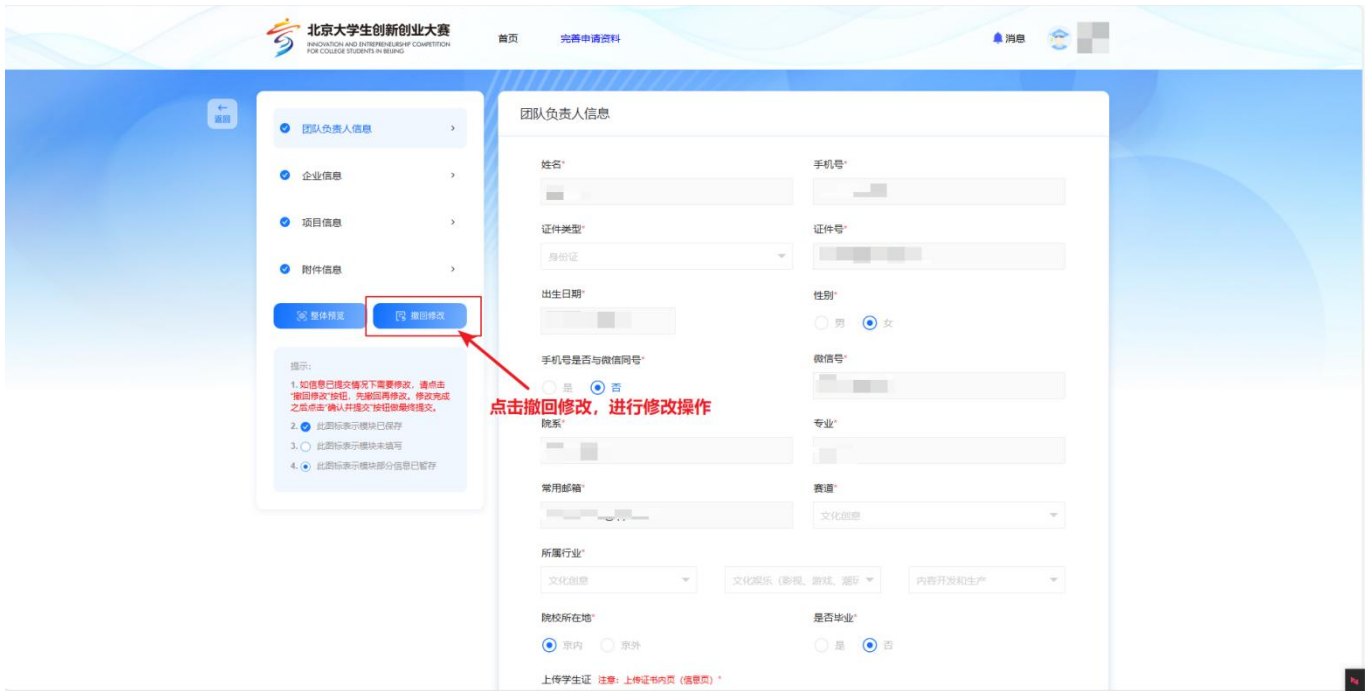 北京大学生创新创业大赛
INNOVATION AND ENTREPRENEURSHIP COMPETITION
FOR COLLEGE STUDENTS IN BEIJING
首页 完善申请资料
消息
返回
团队负责人信息
企业信息
项目信息
附件信息
整体预览 撤回修改
提示:
1.如信息已提交情况下需要修改，请点击
“撤回修改”按钮，先撤回再修改。修改完成
之后点击“确认并提交”按钮做最终提交。
2. 此图标表示模块已保存
3. 此图标表示模块未填写
4. 此图标表示模块部分信息已暂存
团队负责人信息
姓名* 手机号*
证件类型* 证件号*
身份证
出生日期* 性别*
男 女
手机号是否与微信同号* 微信号*
是 否
点击撤回修改，进行修改操作
院系* 专业*
常用邮箱* 赛道*
文化创意
所属行业*
文化创意 文化娱乐（影视、游戏、 内容开发和生产
院校所在地* 是否毕业*
京内 京外 是 否
上传学生证 注意：上传证书内页（信息页）*